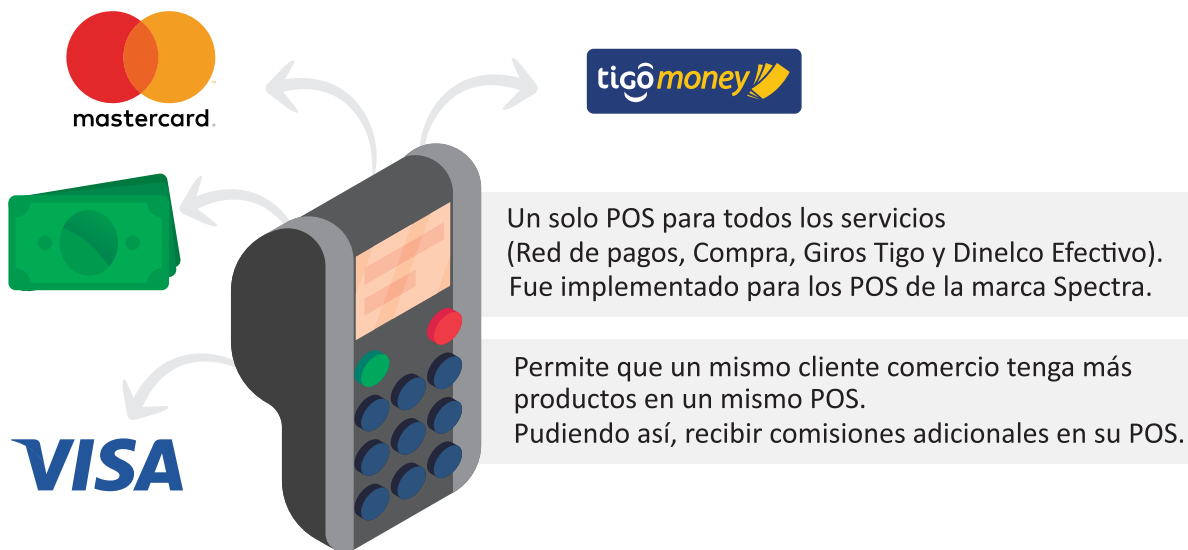 mastercard.
tigo money
Un solo POS para todos los servicios
(Red de pagos, Compra, Giros Tigo y Dinelco Efectivo).
Fue implementado para los POS de la marca Spectra.
Permite que un mismo cliente comercio tenga más
productos en un mismo POS.
Pudiendo así, recibir comisiones adicionales en su POS.
VISA